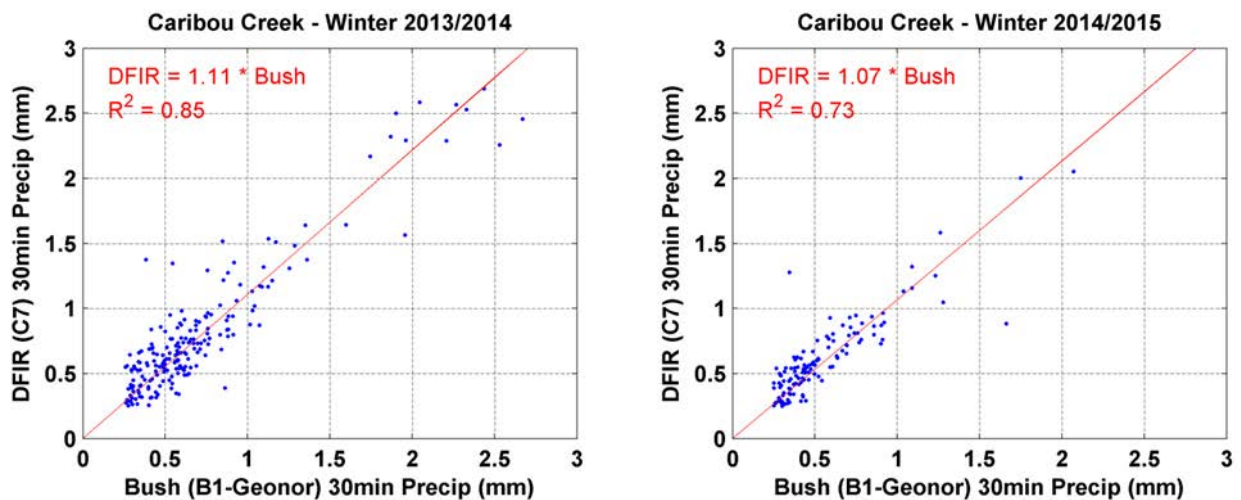 Caribou Creek - Winter 2013/2014
DFIR = 1.11 * Bush
R² = 0.85
DFIR (C7) 30min Precip (mm)
3
2.5
2
1.5
1
0.5
0
0 0.5 1 1.5 2 2.5 3
Bush (B1-Geonor) 30min Precip (mm)
Caribou Creek - Winter 2014/2015
DFIR = 1.07 * Bush
R² = 0.73
DFIR (C7) 30min Precip (mm)
3
2.5
2
1.5
1
0.5
0
0 0.5 1 1.5 2 2.5 3
Bush (B1-Geonor) 30min Precip (mm)